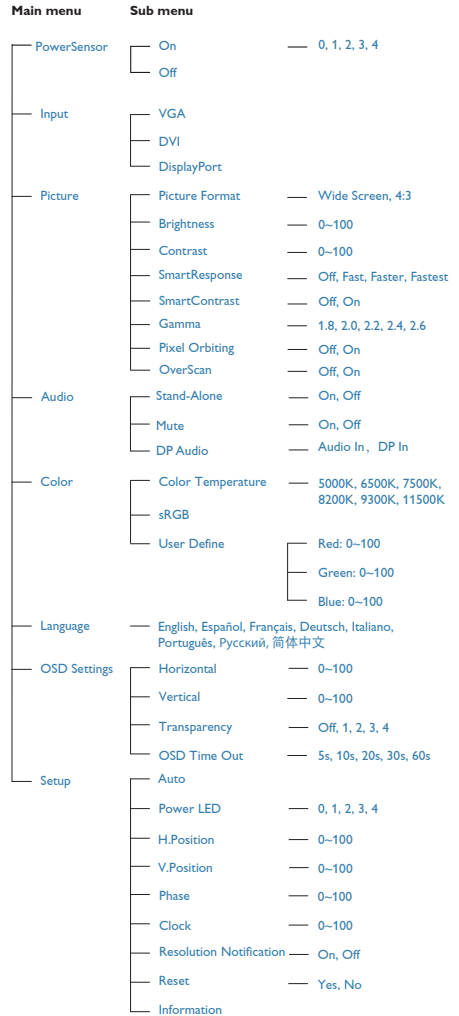 Main menu Sub menu
PowerSensor On 0, 1, 2, 3, 4
Off
Input VGA
DVI
DisplayPort
Picture Picture Format Wide Screen, 4:3
Brightness 0~100
Contrast 0~100
SmartResponse Off, Fast, Faster, Fastest
SmartContrast Off, On
Gamma 1.8, 2.0, 2.2, 2.4, 2.6
Pixel Orbiting Off, On
OverScan Off, On
Audio Stand-Alone On, Off
Mute On, Off
DP Audio Audio In, DP In
Color Color Temperature 5000K, 6500K, 7500K,
8200K, 9300K, 11500K
sRGB
User Define Red: 0~100
Green: 0~100
Blue: 0~100
Language English, Español, Français, Deutsch, Italiano,
Português, Русский, 简体中文
OSD Settings Horizontal 0~100
Vertical 0~100
Transparency Off, 1, 2, 3, 4
OSD Time Out 5s, 10s, 20s, 30s, 60s
Setup Auto
Power LED 0, 1, 2, 3, 4
H.Position 0~100
V.Position 0~100
Phase 0~100
Clock 0~100
Resolution Notification On, Off
Reset Yes, No
Information